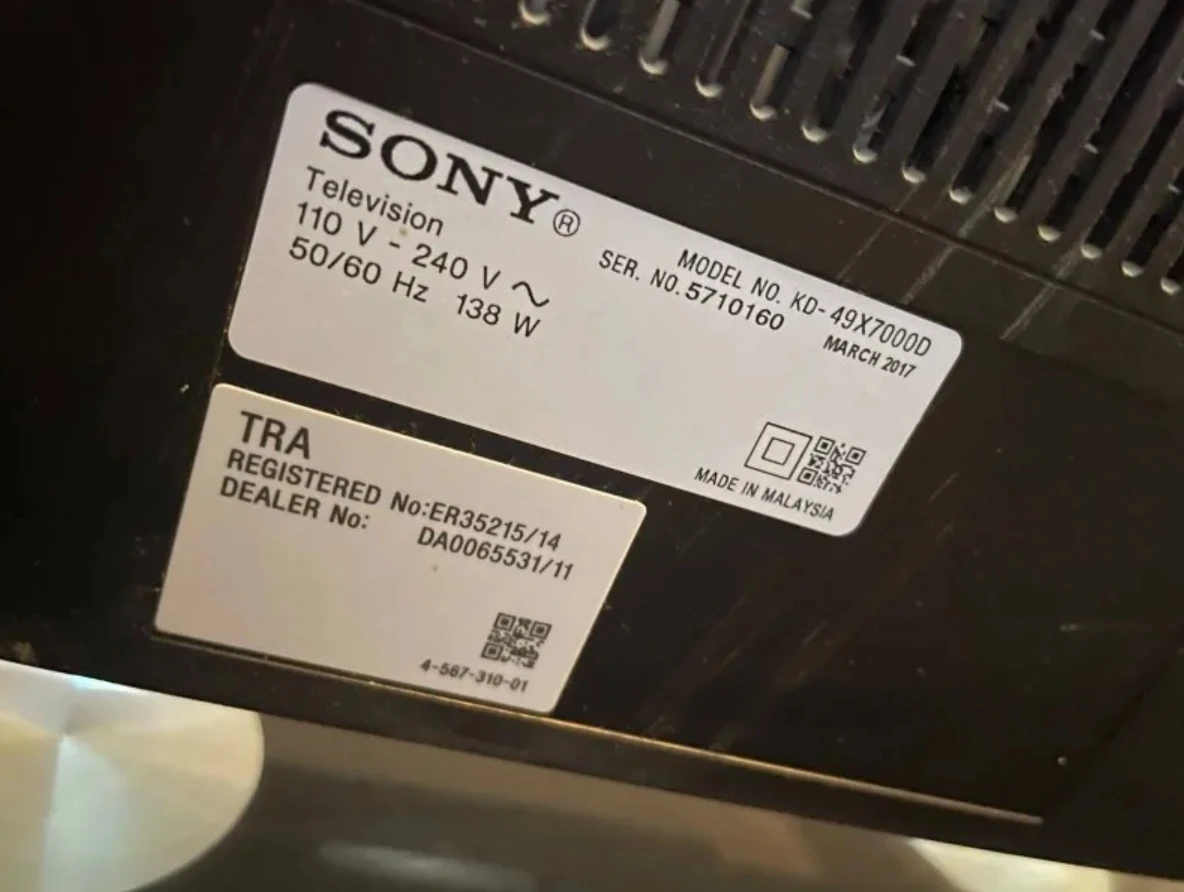 SONY®
Television
110 V - 240 V ~
50/60 Hz 138 W
MODEL NO. KD-49X7000D
SER. NO.5710160
MARCH 2017
MADE IN MALAYSIA
TRA
REGISTERED No:ER35215/14
DEALER No: DA0065531/11
4-567-310-01